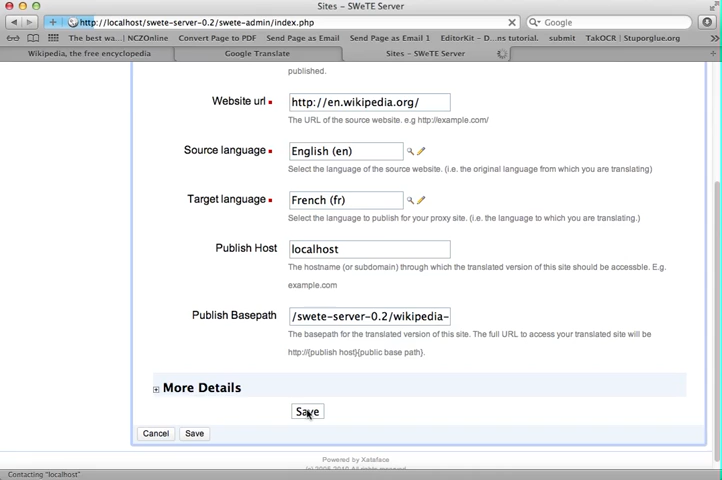 Sites – SWeTE Server
http://localhost/swete-server-0.2/swete-admin/index.php
Google
The best wa...| NCZOnline
Convert Page to PDF
Send Page as Email
Send Page as Email 1
EditorKit – D...ns tutorial.
submit
TakOCR | Stuporglue.org
Wikipedia, the free encyclopedia
Google Translate
Sites – SWeTE Server
published.
Website url
http://en.wikipedia.org/
The URL of the source website. e.g http://example.com/
Source language
English (en)
Select the language of the source website. (i.e. the original language from which you are translating)
Target language
French (fr)
Select the language to publish for your proxy site. (i.e. the language to which you are translating.)
Publish Host
localhost
The hostname (or subdomain) through which the translated version of this site should be accessble. E.g.
example.com
Publish Basepath
/swete-server-0.2/wikipedia-
The basepath for the translated version of this site. The full URL to access your translated site will be
http://{publish host}{public base path}.
More Details
Save
Cancel
Save
Powered by Xataface
Contacting "localhost"